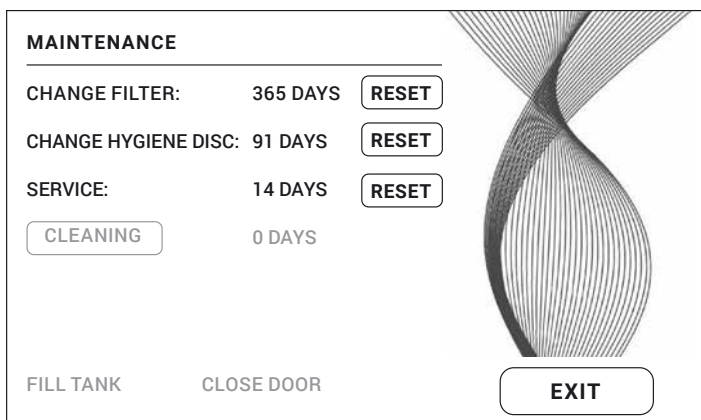 MAINTENANCE
CHANGE FILTER: 365 DAYS RESET
CHANGE HYGIENE DISC: 91 DAYS RESET
SERVICE: 14 DAYS RESET
CLEANING 0 DAYS
FILL TANK CLOSE DOOR EXIT